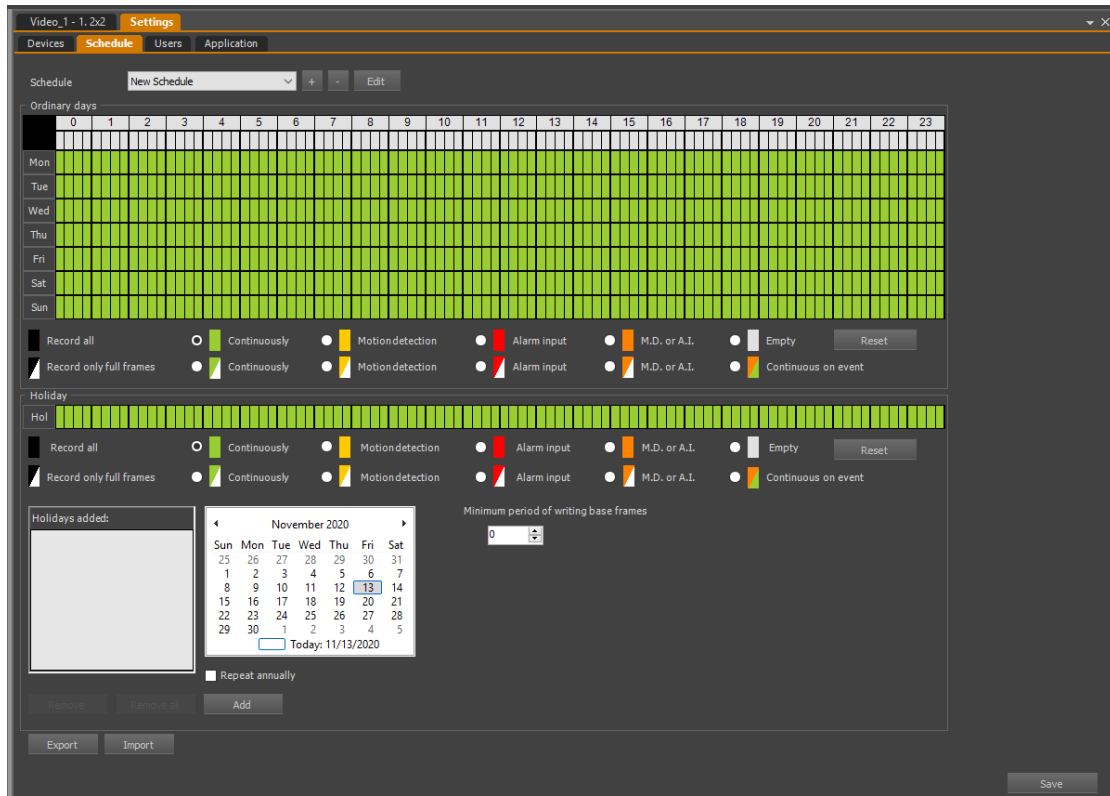 Video_1 - 1. 2x2 Settings
Devices Schedule Users Application
Schedule New Schedule + - Edit
Ordinary days
0 1 2 3 4 5 6 7 8 9 10 11 12 13 14 15 16 17 18 19 20 21 22 23
Mon
Tue
Wed
Thu
Fri
Sat
Sun
Record all Continuously Motion detection Alarm input M.D. or A.I. Empty Reset
Record only full frames Continuously Motion detection Alarm input M.D. or A.I. Continuous on event
Holiday
Hol
Record all Continuously Motion detection Alarm input M.D. or A.I. Empty Reset
Record only full frames Continuously Motion detection Alarm input M.D. or A.I. Continuous on event
Holidays added:
November 2020
Sun Mon Tue Wed Thu Fri Sat
25 26 27 28 29 30 31
1 2 3 4 5 6 7
8 9 10 11 12 13 14
15 16 17 18 19 20 21
22 23 24 25 26 27 28
29 30 1 2 3 4 5
Today: 11/13/2020
Minimum period of writing base frames
0
Repeat annually
Remove Remove all Add
Export Import
Save